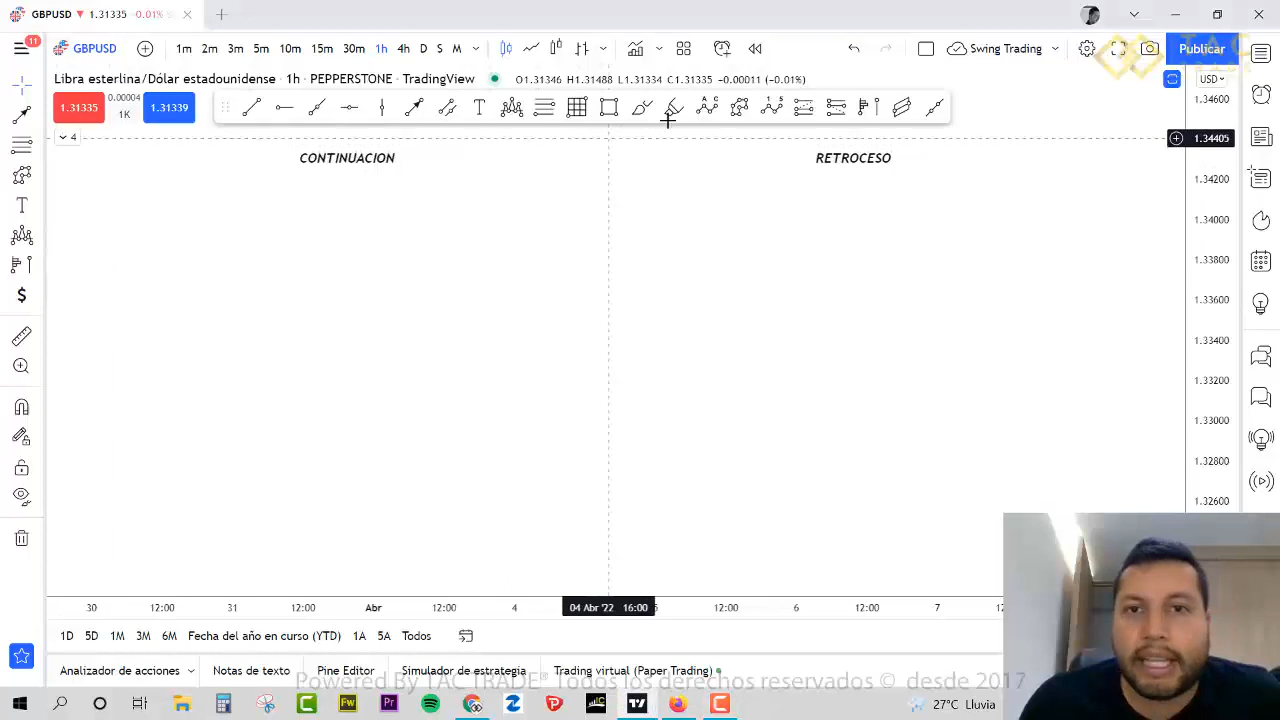 GBPUSD ▼ 1.31335 −0.01%
11
GBPUSD 1m 2m 3m 5m 10m 15m 30m 1h 4h D S M Swing Trading Publicar
Libra esterlina/Dólar estadounidense · 1h · PEPPERSTONE · TradingView O1.31346 H1.31488 L1.31334 C1.31335 −0.00011 (−0.01%) USD
1.34600
1.31335 0.00004 1K 1.31339
4 1.34405
CONTINUACION RETROCESO
1.34200
1.34000
1.33800
1.33600
1.33400
1.33200
1.33000
1.32800
1.32600
30 12:00 31 12:00 Abr 12:00 4 04 Abr '22 16:00 12:00 6 12:00 7
1D 5D 1M 3M 6M Fecha del año en curso (YTD) 1A 5A Todos
Analizador de acciones Notas de texto Pine Editor Simulador de estrategia Trading virtual (Paper Trading)
Powered By TAC TRADE® Todos los derechos reservados © desde 2017
27°C Lluvia